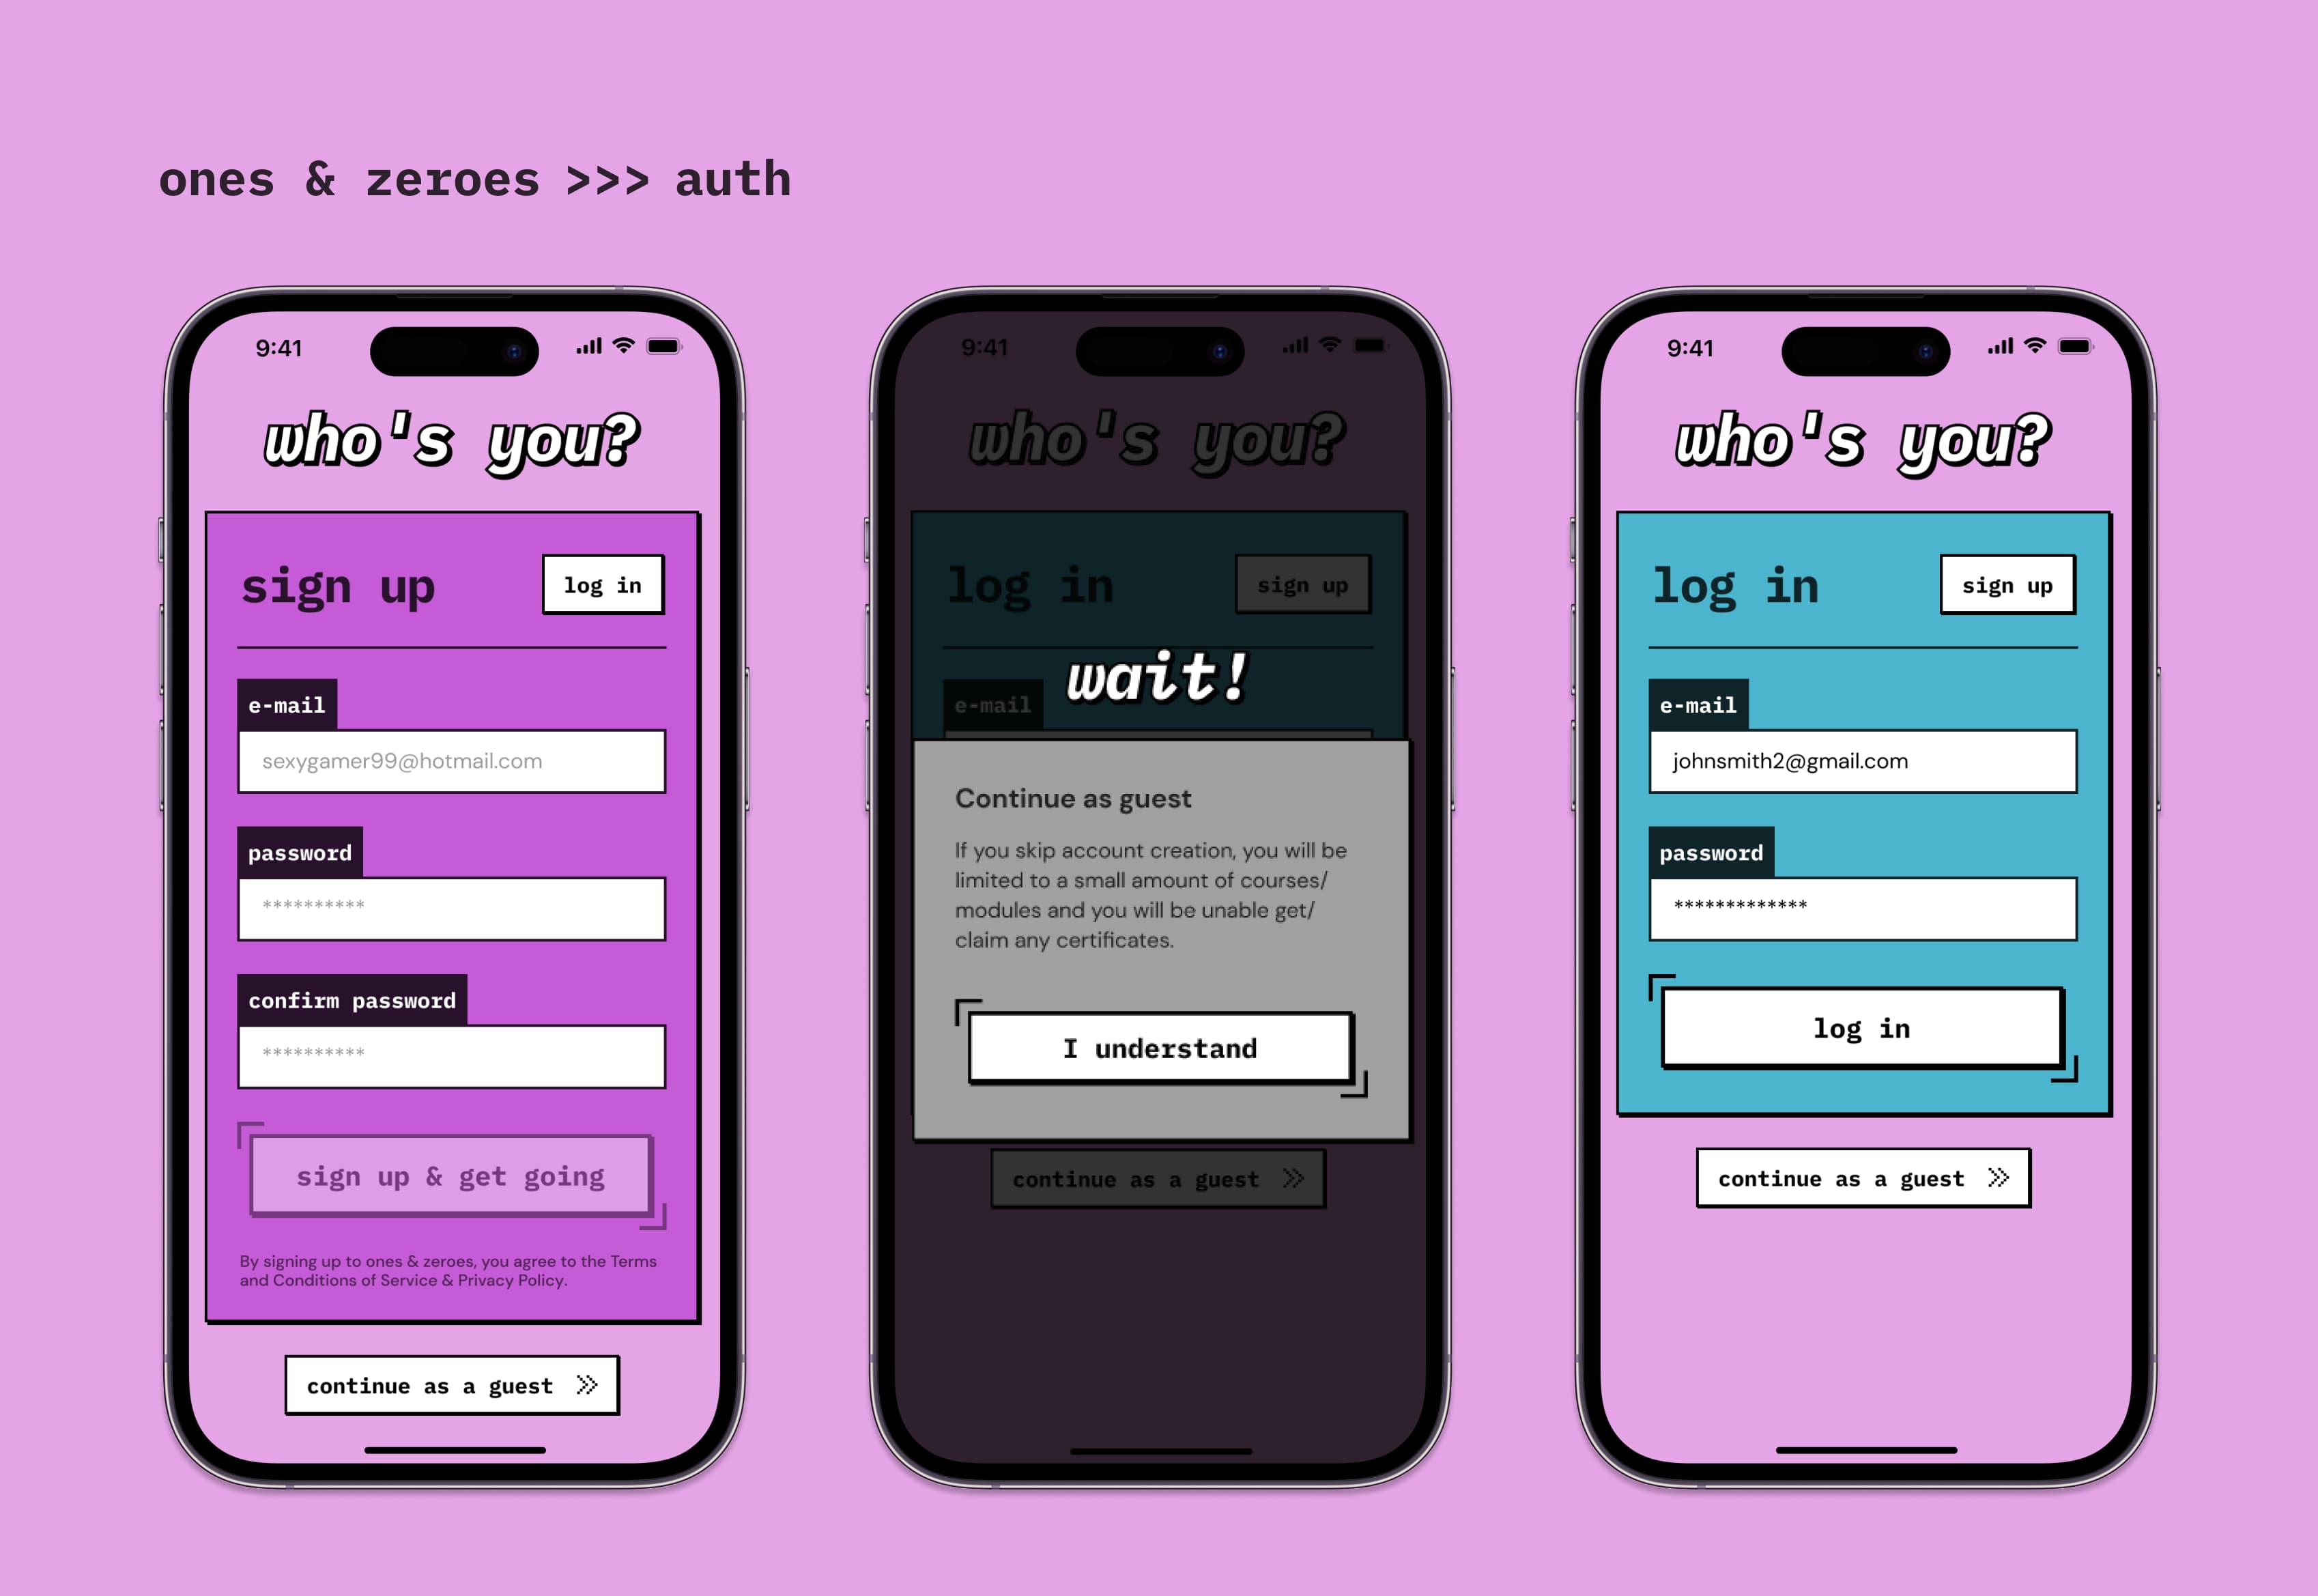 ones & zeroes >>> auth
9:41
who's you?
sign up
log in
e-mail
sexygamer99@hotmail.com
password
**********
confirm password
**********
sign up & get going
By signing up to ones & zeroes, you agree to the Terms
and Conditions of Service & Privacy Policy.
continue as a guest
9:41
who's you?
log in
sign up
wait!
e-mail
Continue as guest
If you skip account creation, you will be
limited to a small amount of courses/
modules and you will be unable get/
claim any certificates.
I understand
continue as a guest
9:41
who's you?
log in
sign up
e-mail
johnsmith2@gmail.com
password
*************
log in
continue as a guest